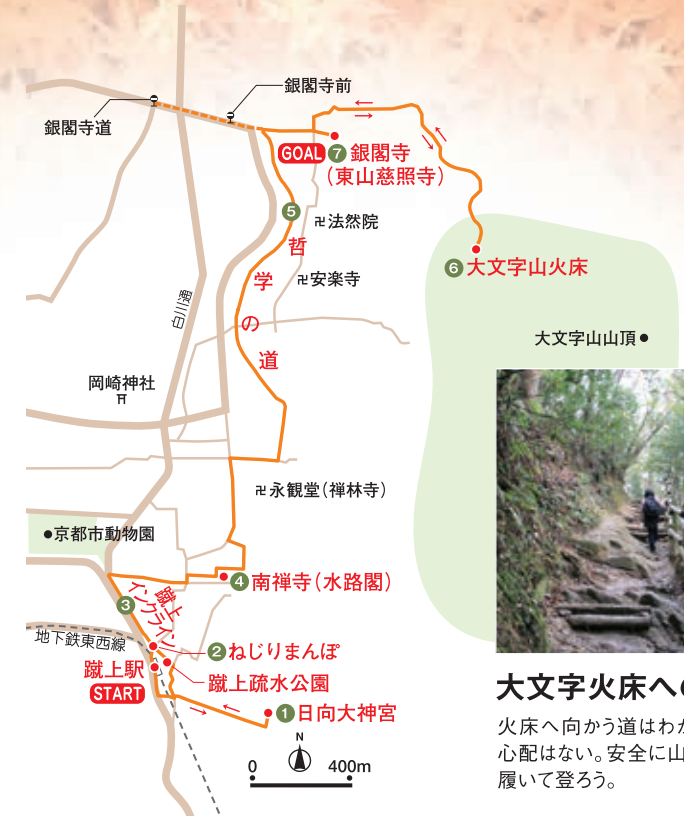 銀閣寺前
銀閣寺道
GOAL 7 銀閣寺
(東山慈照寺)
5
卍法然院
哲学の道
卍安楽寺
6 大文字山火床
大文字山山頂
白川通
岡崎神社
卍永観堂(禅林寺)
京都市動物園
4 南禅寺(水路閣)
3
蹴上
インクライン
地下鉄東西線
2 ねじりまんぽ
蹴上駅
START
蹴上疏水公園
1 日向大神宮
N
0 400m
大文字火床へ
火床へ向かう道はわか
心配はない。安全に山
履いて登ろう。